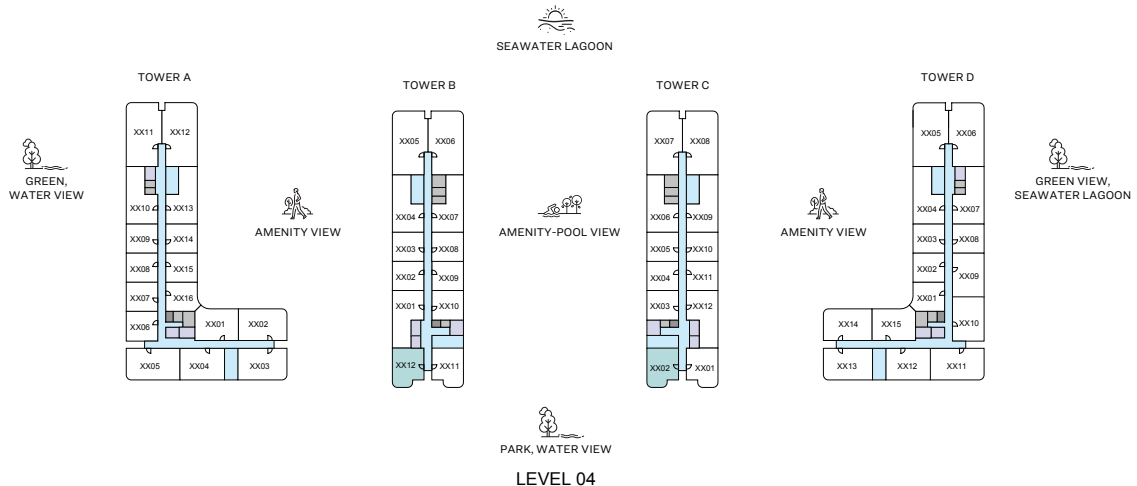 SEAWATER LAGOON
TOWER A
TOWER B
TOWER C
TOWER D
GREEN,
WATER VIEW
AMENITY VIEW
AMENITY-POOL VIEW
AMENITY VIEW
GREEN VIEW,
SEAWATER LAGOON
XX11 XX12
XX10 XX13
XX09 XX14
XX08 XX15
XX07 XX16
XX06 XX01 XX02
XX05 XX04 XX03
XX05 XX06
XX04 XX07
XX03 XX08
XX02 XX09
XX01 XX10
XX12 XX11
XX07 XX08
XX06 XX09
XX05 XX10
XX04 XX11
XX03 XX12
XX02 XX01
XX05 XX06
XX04 XX07
XX03 XX08
XX02 XX09
XX01
XX14 XX15 XX10
XX13 XX12 XX11
PARK, WATER VIEW
LEVEL 04